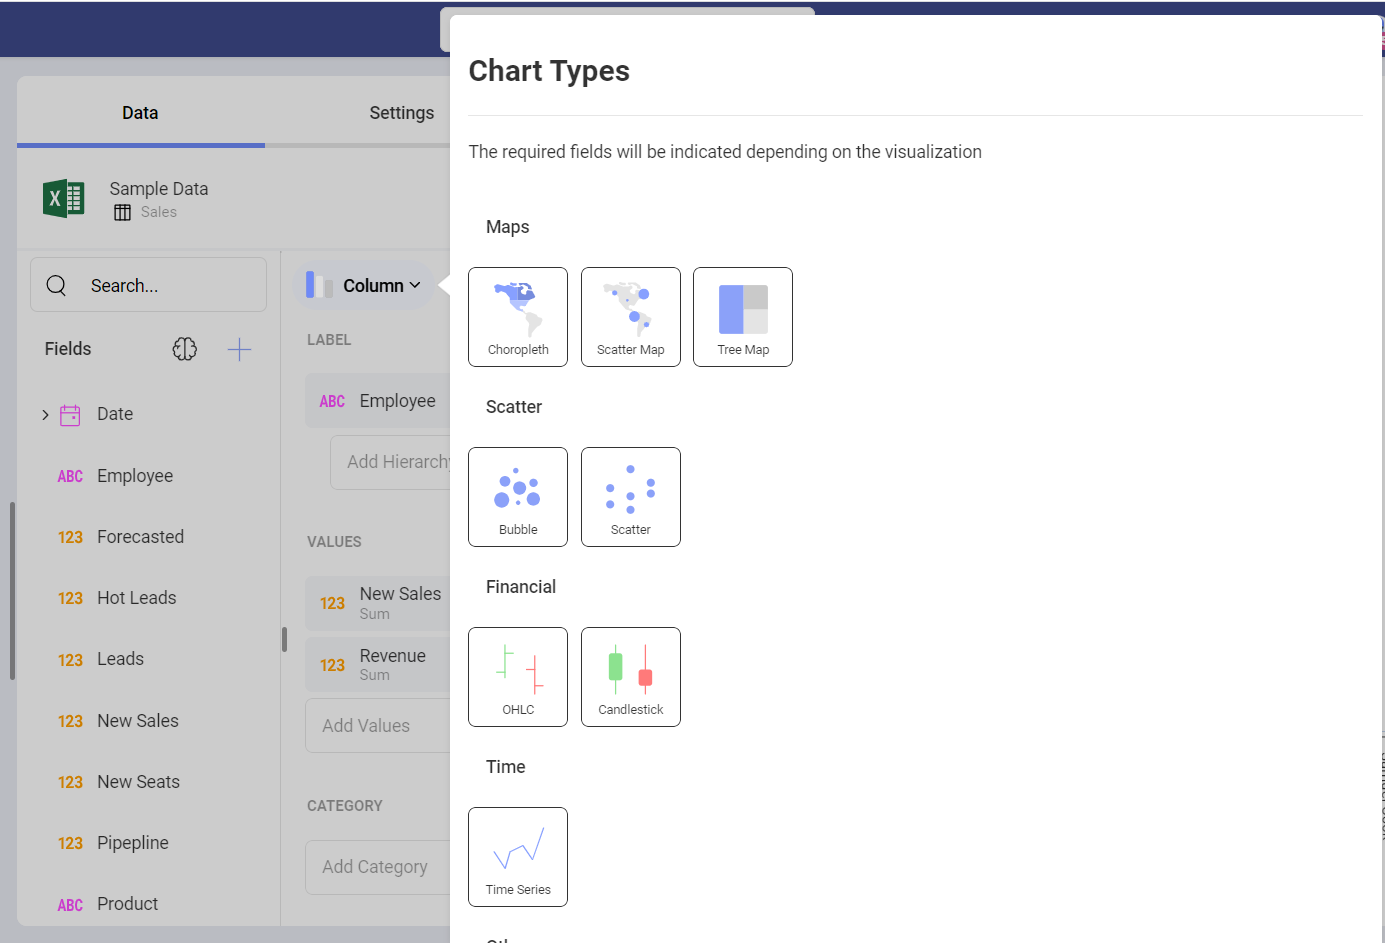 Chart Types
The required fields will be indicated depending on the visualization
Maps
Choropleth
Scatter Map
Tree Map
Scatter
Bubble
Scatter
Financial
OHLC
Candlestick
Time
Time Series
Data
Settings
X
Sample Data
Sales
Search...
Fields
Date
ABC Employee
123 Forecasted
123 Hot Leads
123 Leads
123 New Sales
123 New Seats
123 Pipepline
ABC Product
Column
LABEL
ABC Employee
Add Hierarchy
VALUES
123 New Sales
Sum
123 Revenue
Sum
Add Values
CATEGORY
Add Category